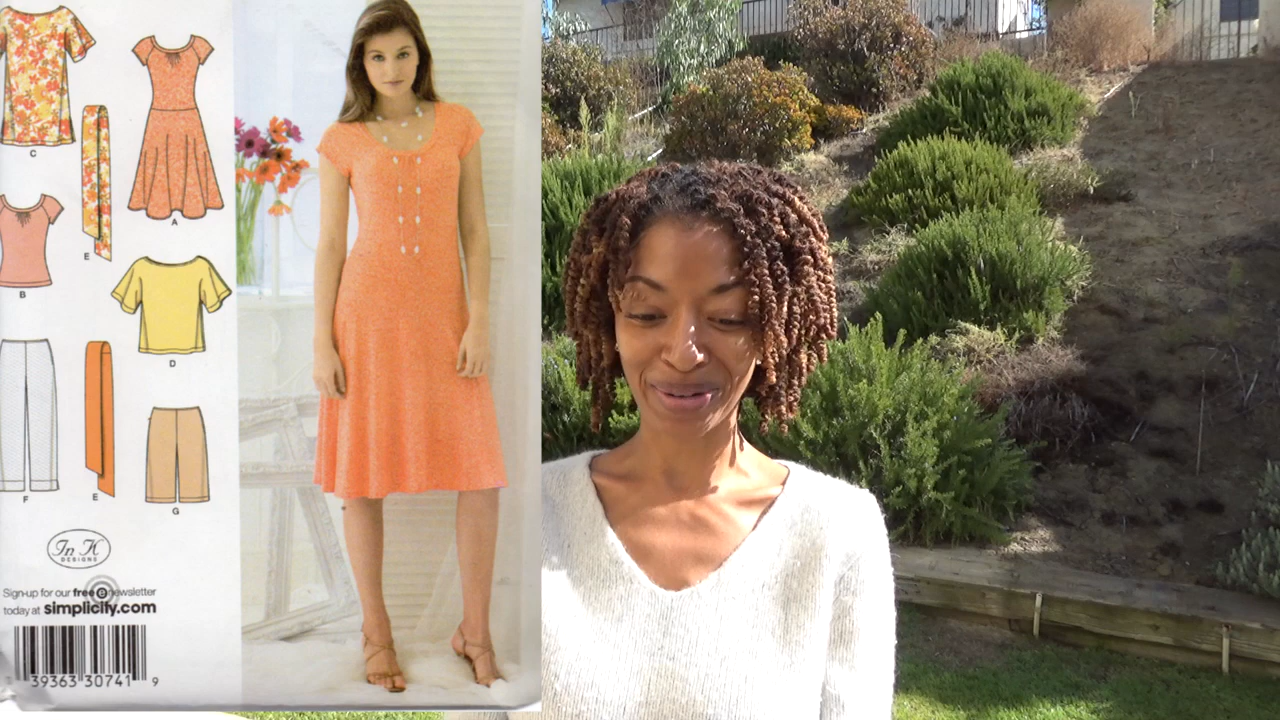 C
A
E
B
D
F
E
G
In K
DESIGNS
Sign-up for our free e-newsletter
today at simplicity.com
39363 30741 9